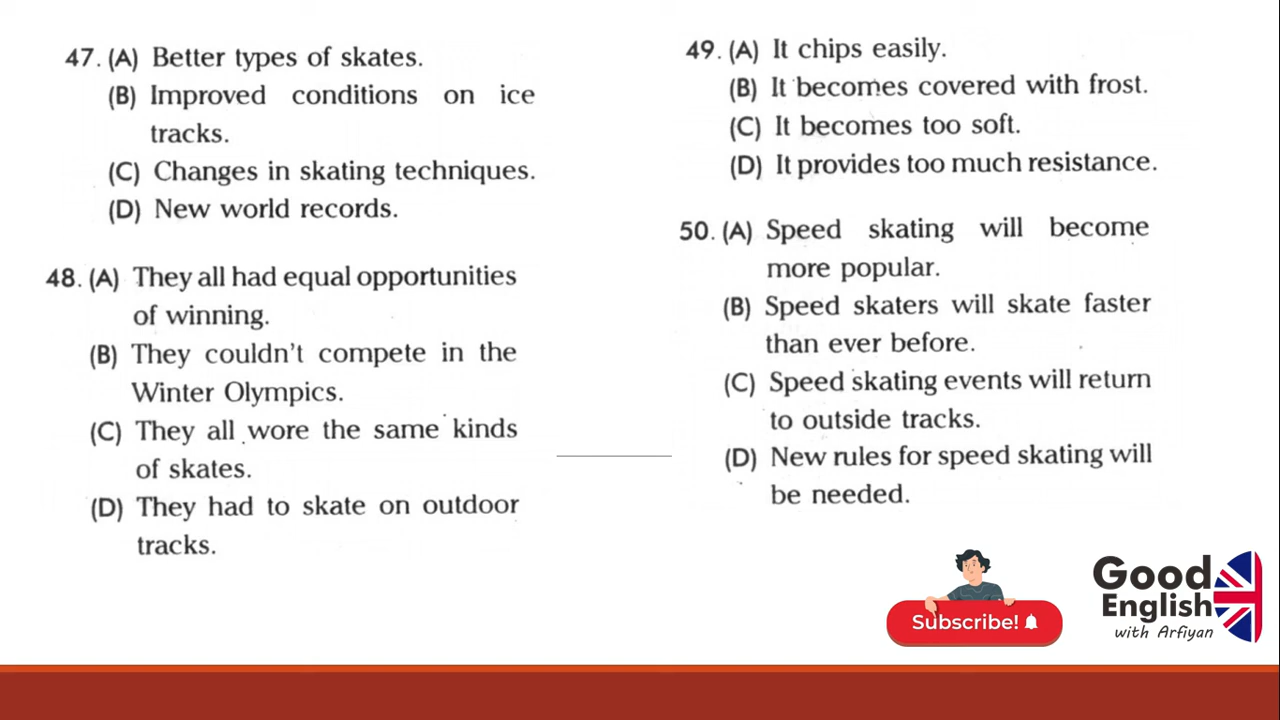 47. (A) Better types of skates.
(B) Improved conditions on ice
tracks.
(C) Changes in skating techniques.
(D) New world records.
48. (A) They all had equal opportunities
of winning.
(B) They couldn't compete in the
Winter Olympics.
(C) They all wore the same kinds
of skates.
(D) They had to skate on outdoor
tracks.
49. (A) It chips easily.
(B) It becomes covered with frost.
(C) It becomes too soft.
(D) It provides too much resistance.
50. (A) Speed skating will become
more popular.
(B) Speed skaters will skate faster
than ever before.
(C) Speed skating events will return
to outside tracks.
(D) New rules for speed skating will
be needed.
Subscribe!
Good
English
with Arfiyan